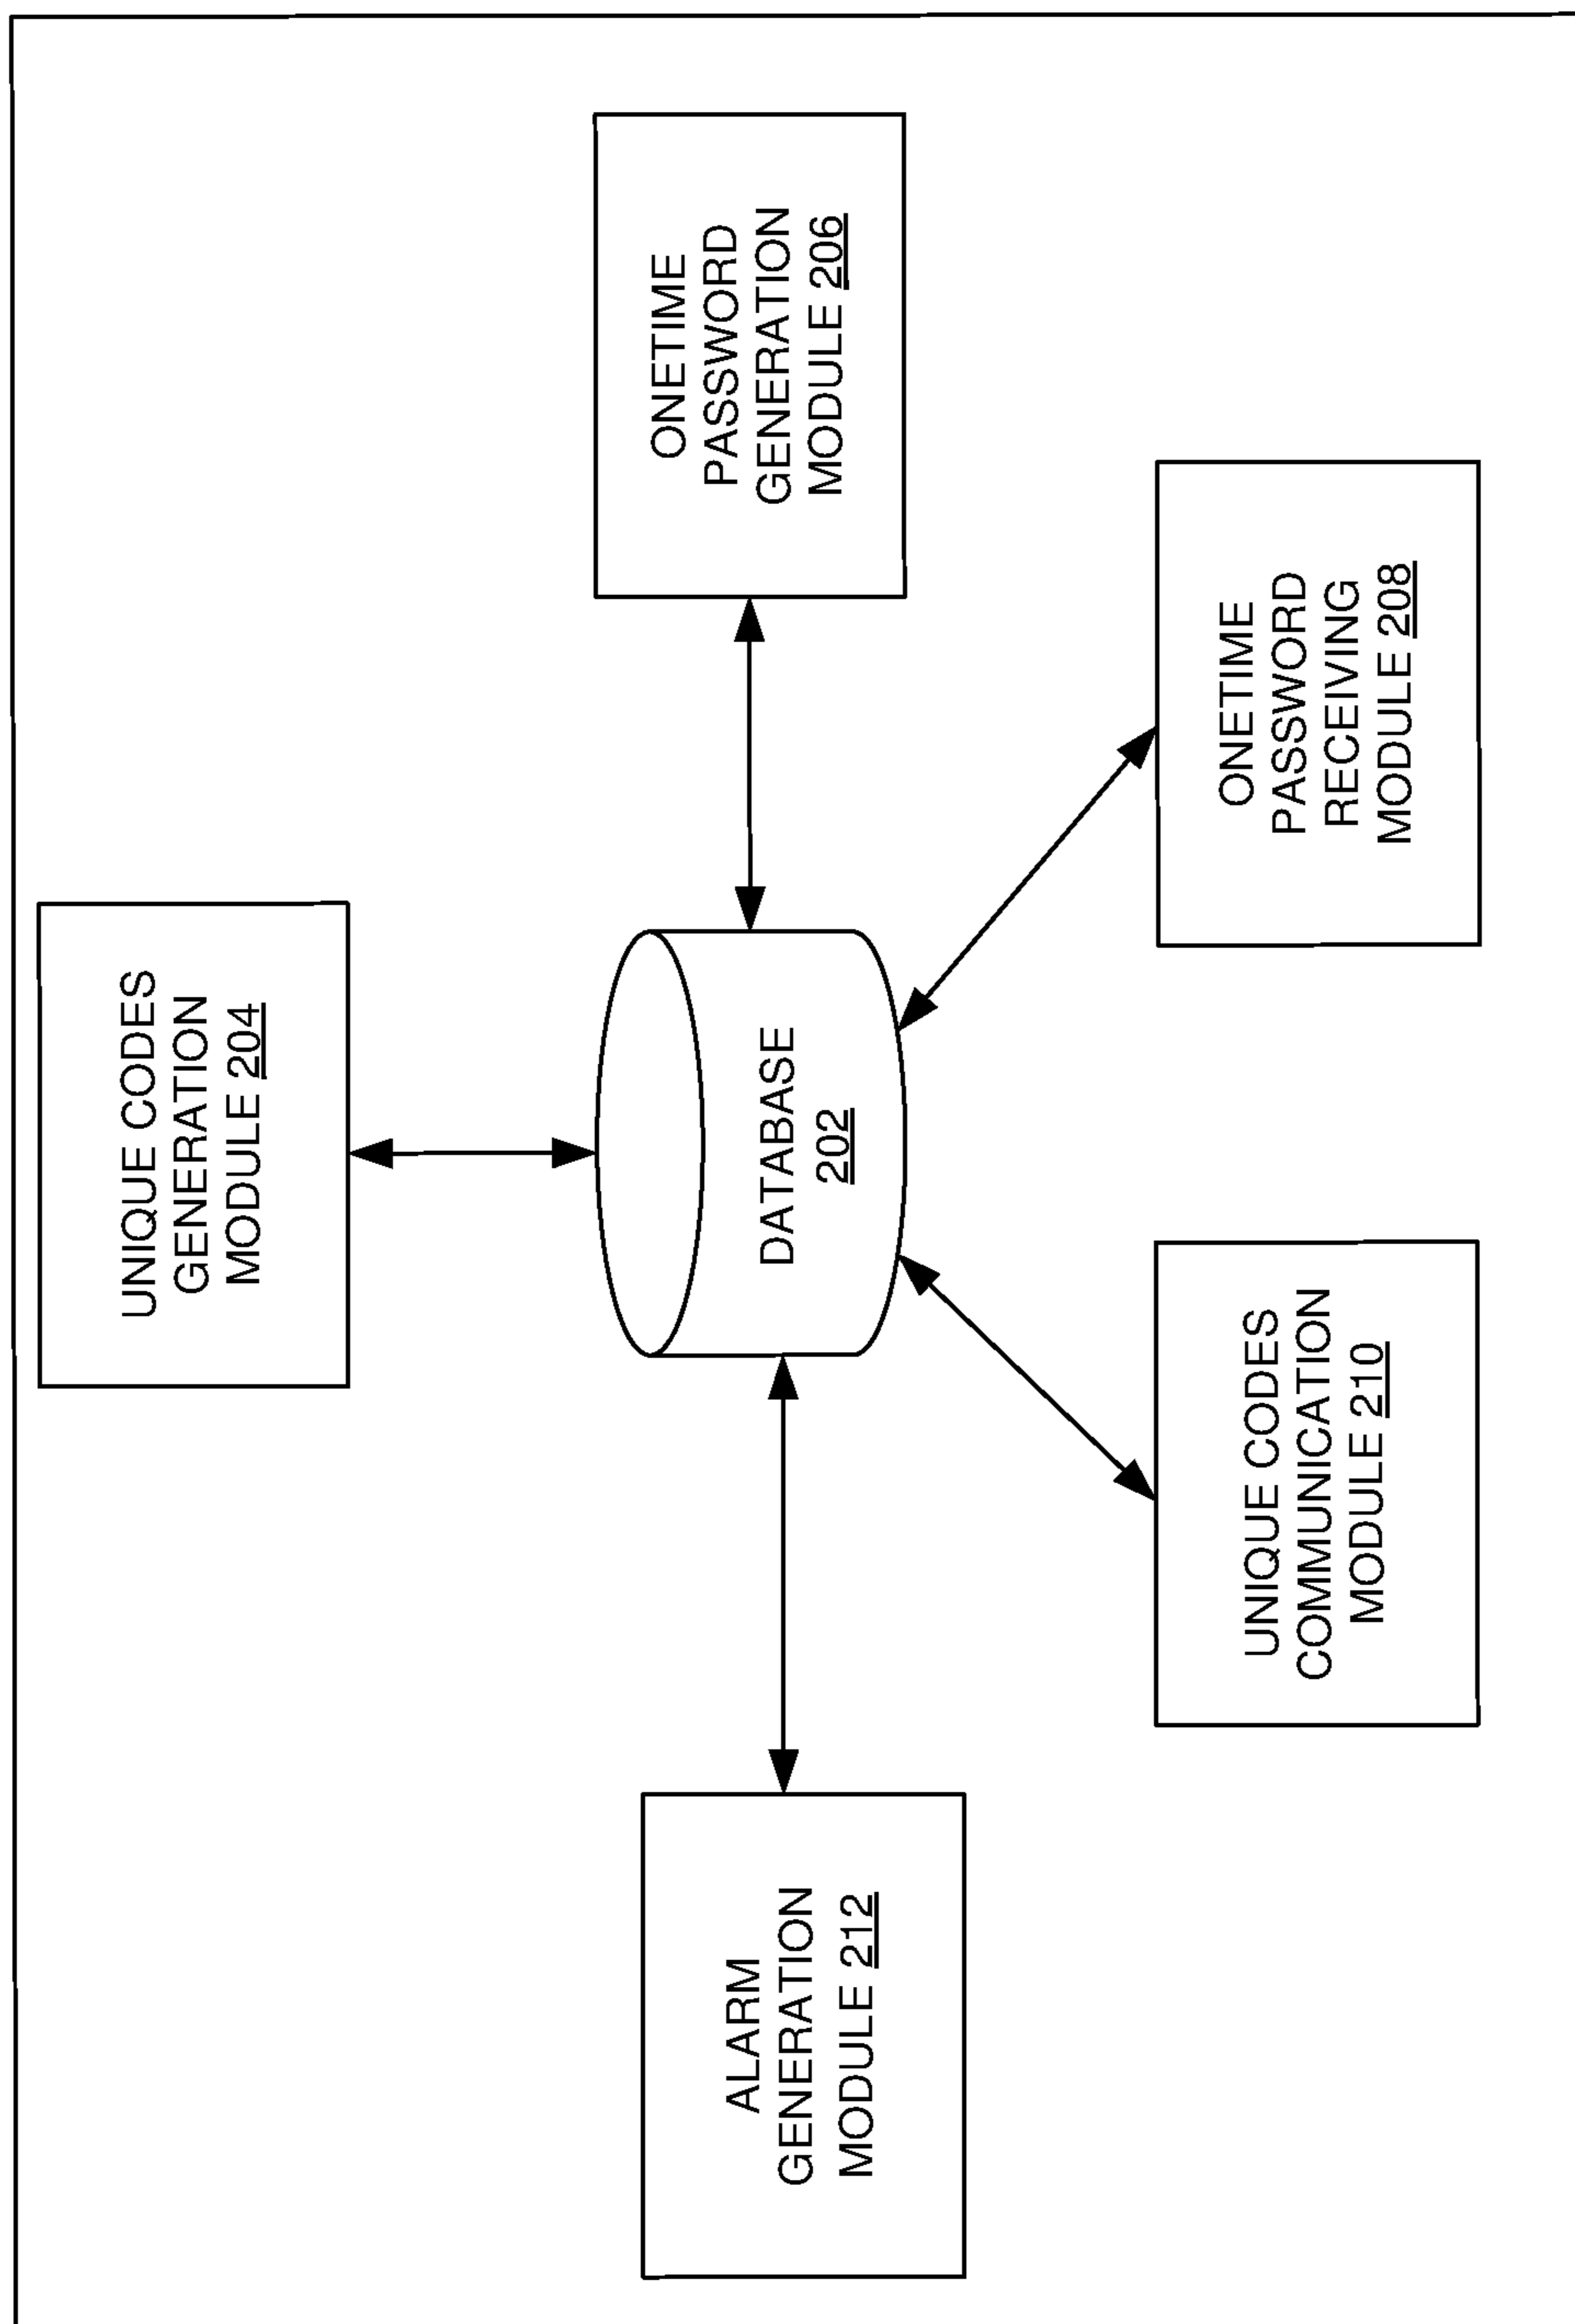 UNIQUE CODES
GENERATION
MODULE 204
ONETIME
PASSWORD
GENERATION
MODULE 206
DATABASE
202
ALARM
GENERATION
MODULE 212
UNIQUE CODES
COMMUNICATION
MODULE 210
ONETIME
PASSWORD
RECEIVING
MODULE 208